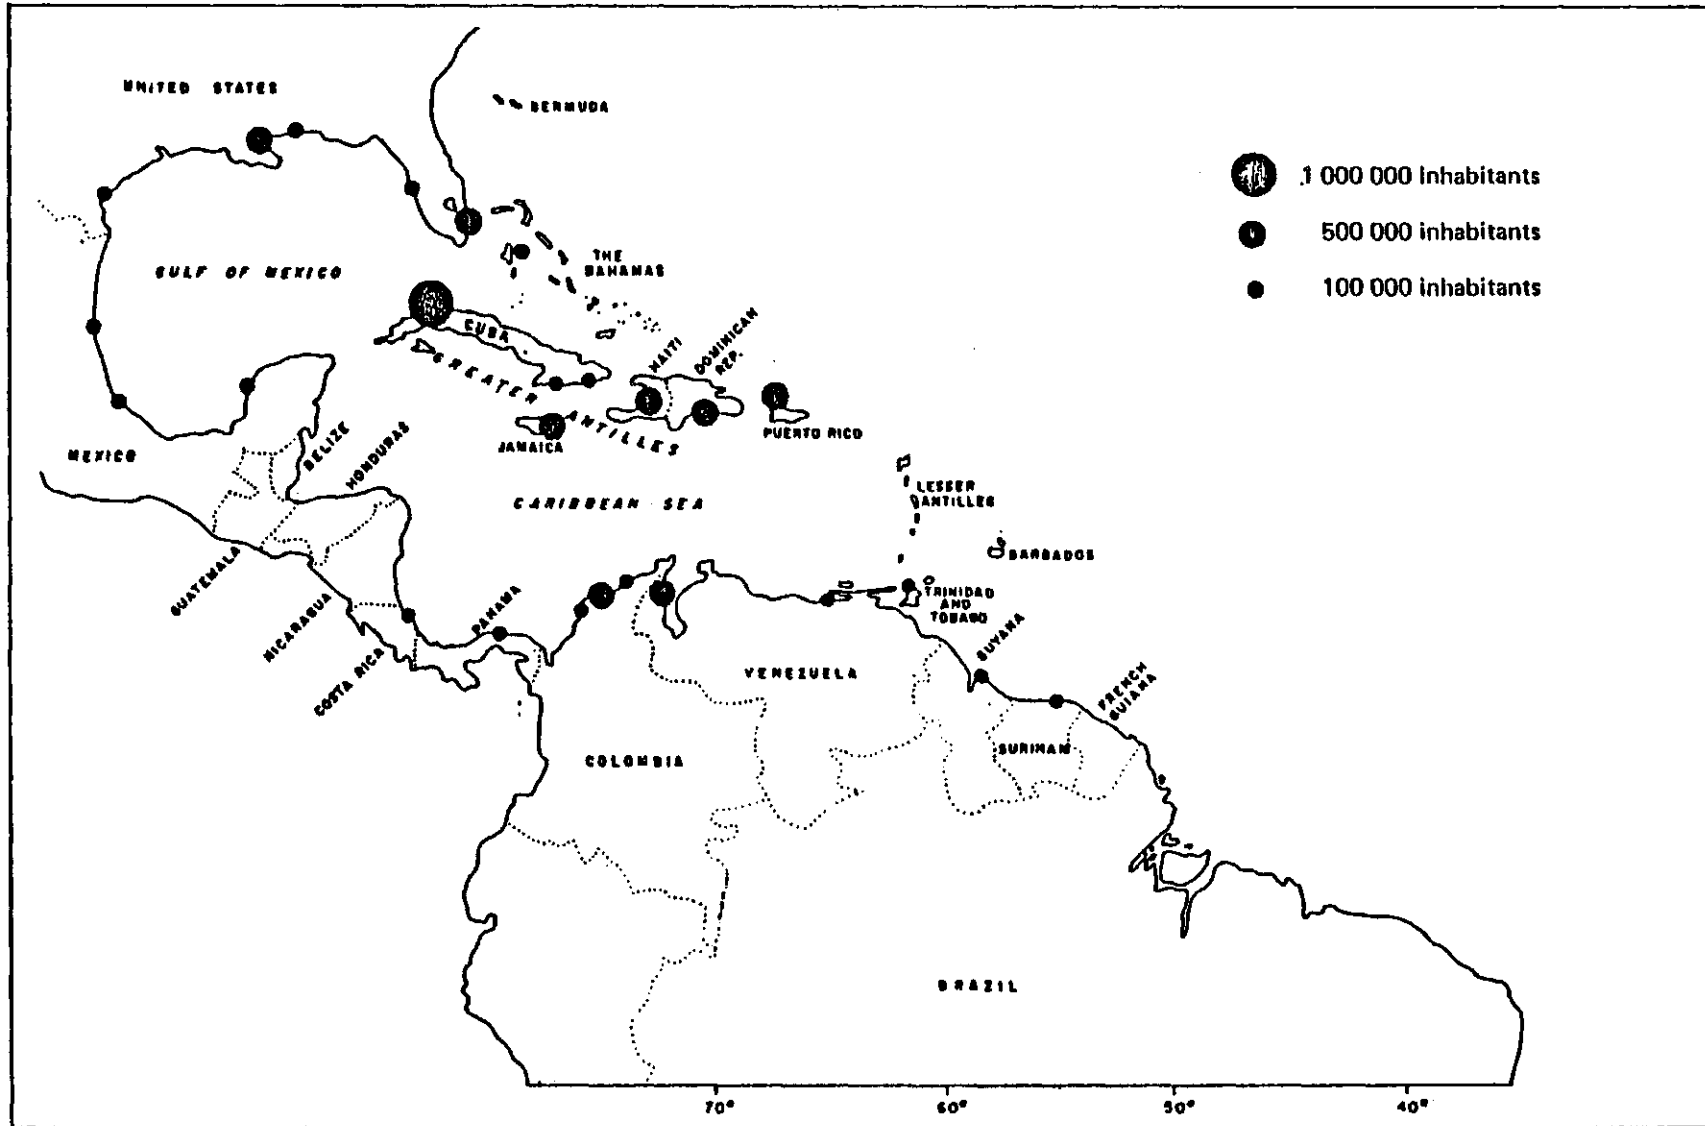 UNITED STATES
BERMUDA
1 000 000 inhabitants
500 000 inhabitants
100 000 inhabitants
GULF OF MEXICO
THE
BAHAMAS
CUBA
HAITI
DOMINICAN
REP.
GREATER ANTILLES
JAMAICA
PUERTO RICO
MEXICO
BELIZE
HONDURAS
CARIBBEAN SEA
LESSER
ANTILLES
BARBADOS
GUATEMALA
NICARAGUA
COSTA RICA
PANAMA
TRINIDAD
AND
TOBAGO
GUYANA
VENEZUELA
FRENCH
GUIANA
COLOMBIA
SURINAM
BRAZIL
70°
60°
50°
40°